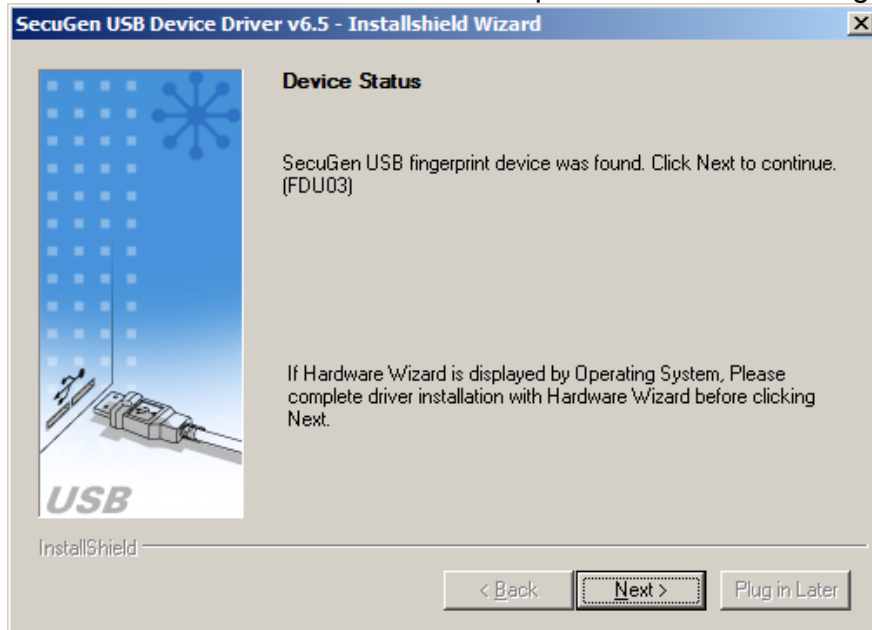 SecuGen USB Device Driver v6.5 - Installshield Wizard
Device Status
SecuGen USB fingerprint device was found. Click Next to continue.
(FDU03)
If Hardware Wizard is displayed by Operating System, Please
complete driver installation with Hardware Wizard before clicking
Next.
USB
InstallShield
< Back
Next >
Plug in Later